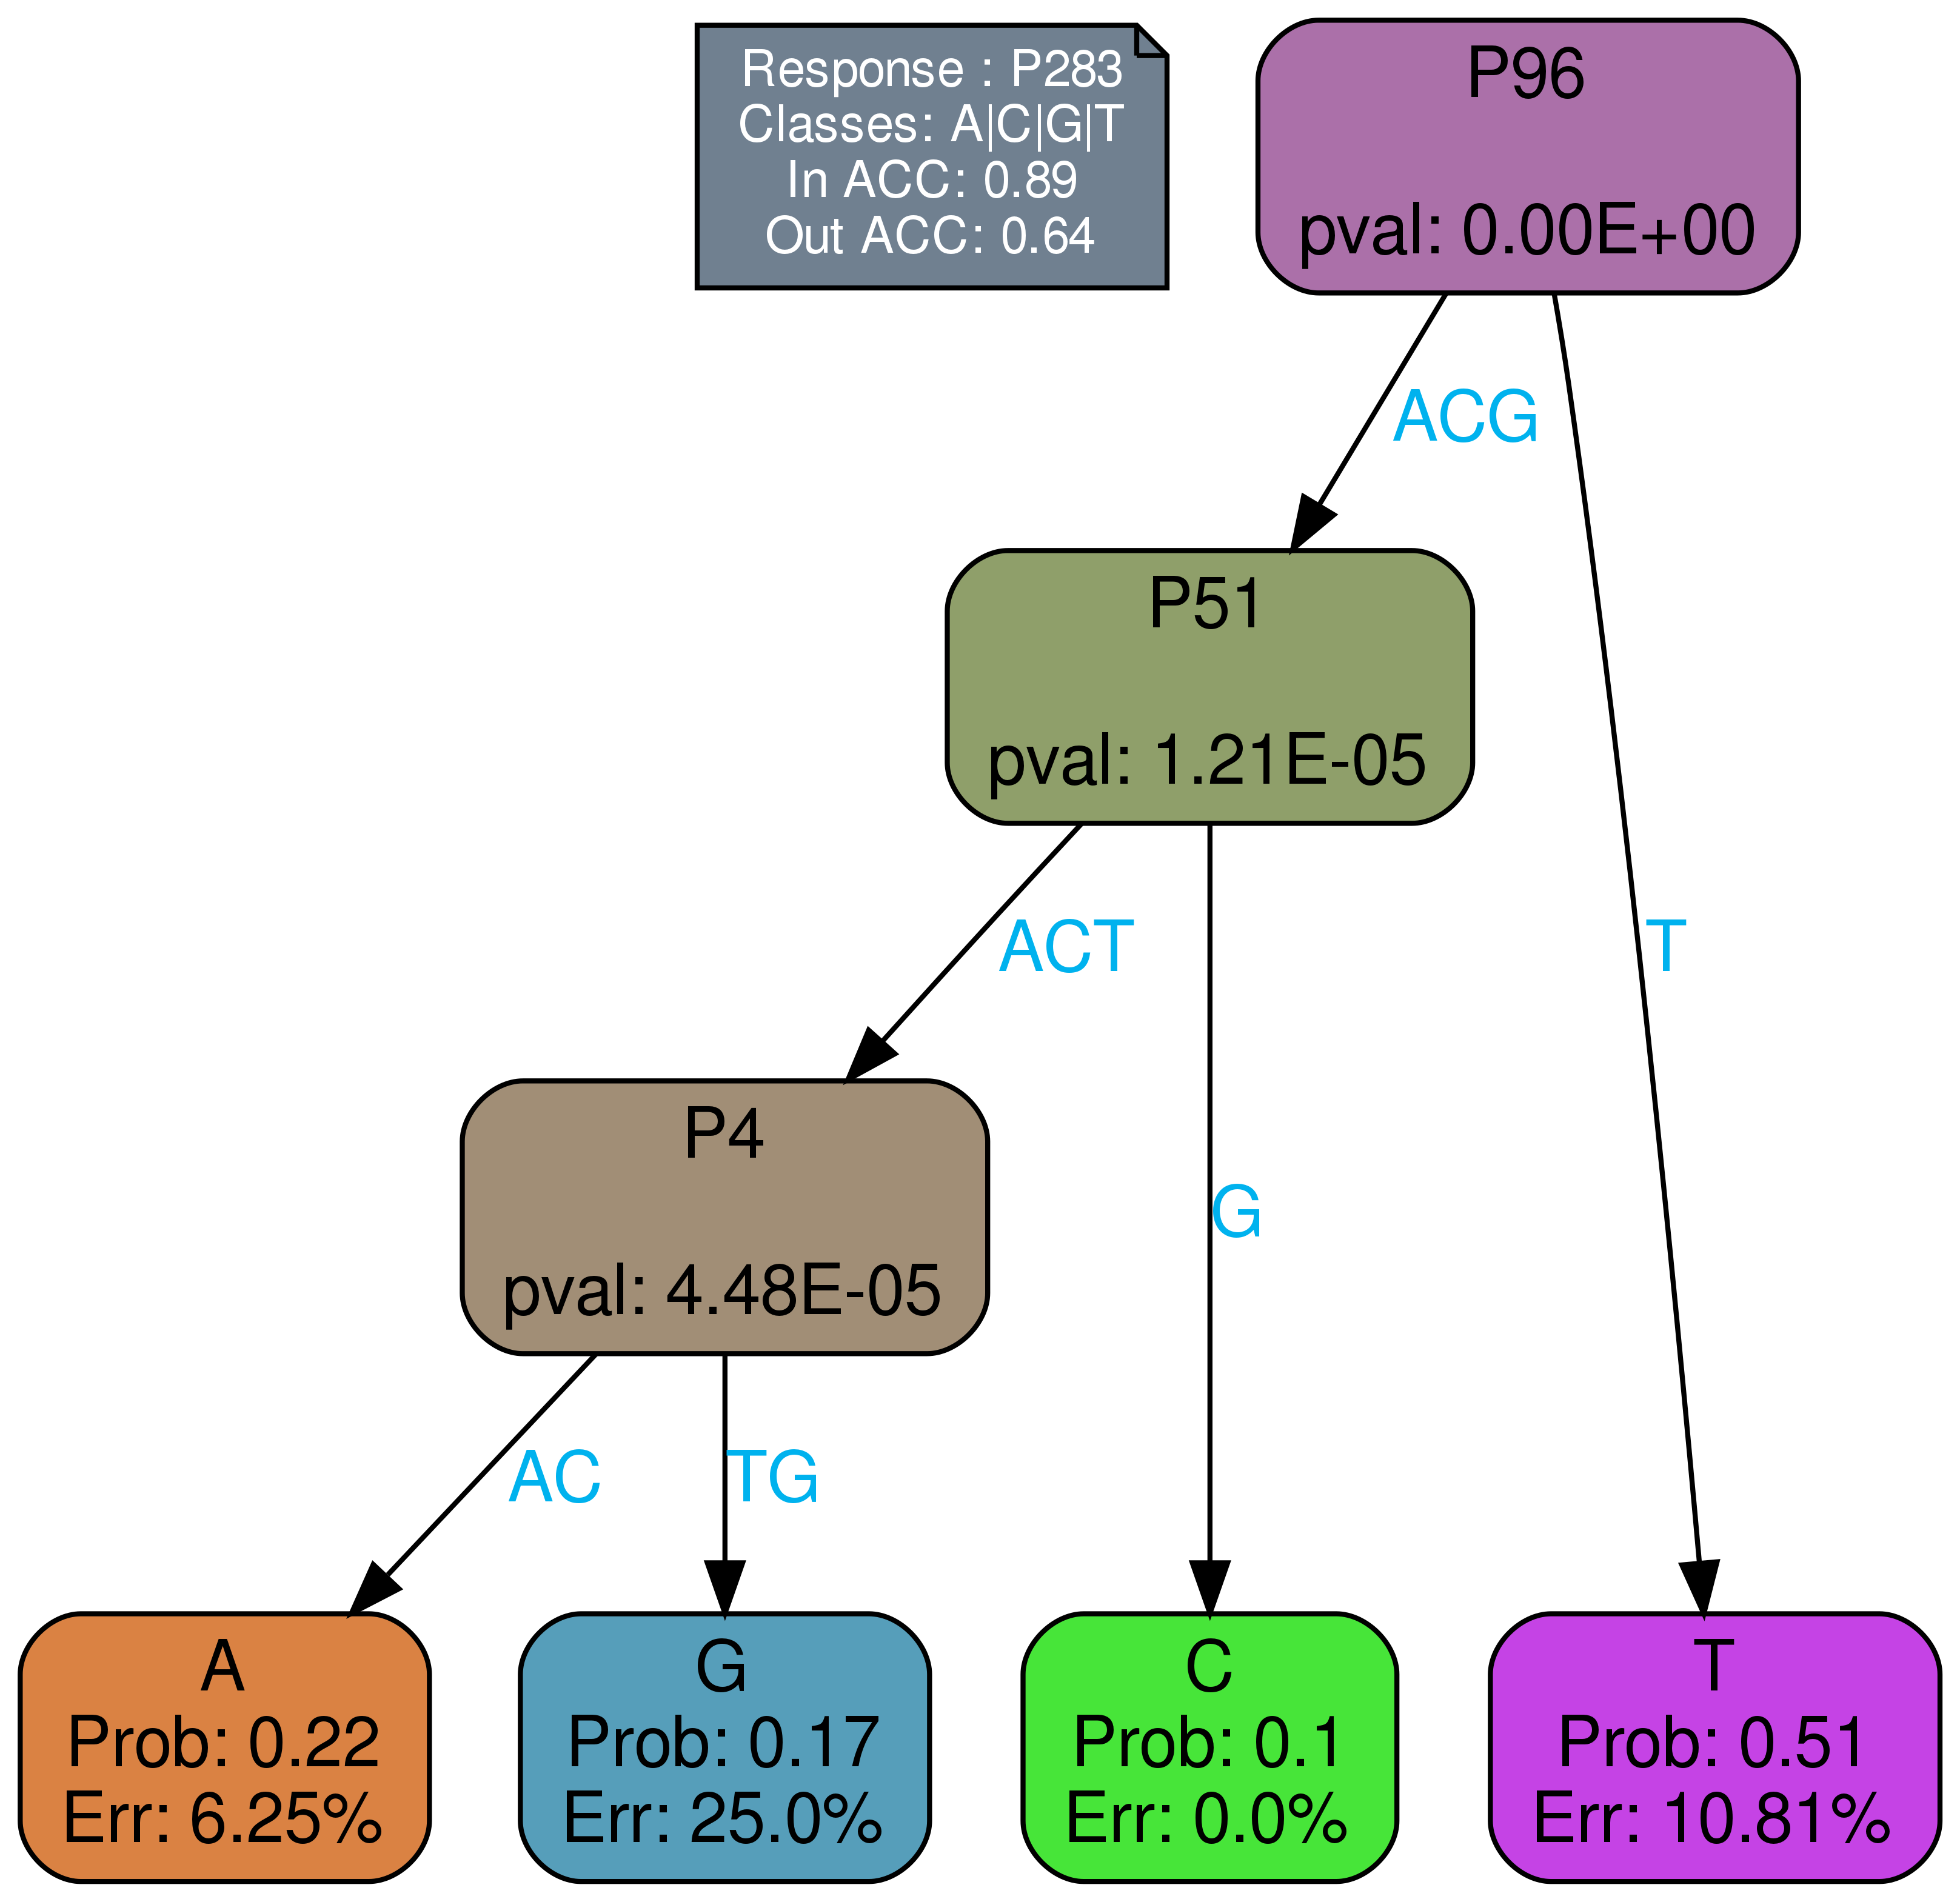 Response : P283
Classes: A|C|G|T
In ACC: 0.89
Out ACC: 0.64
P96
pval: 0.00E+00
ACG
P51
pval: 1.21E-05
ACT
T
P4
pval: 4.48E-05
G
AC
TG
A
Prob: 0.22
Err: 6.25%
G
Prob: 0.17
Err: 25.0%
C
Prob: 0.1
Err: 0.0%
T
Prob: 0.51
Err: 10.81%